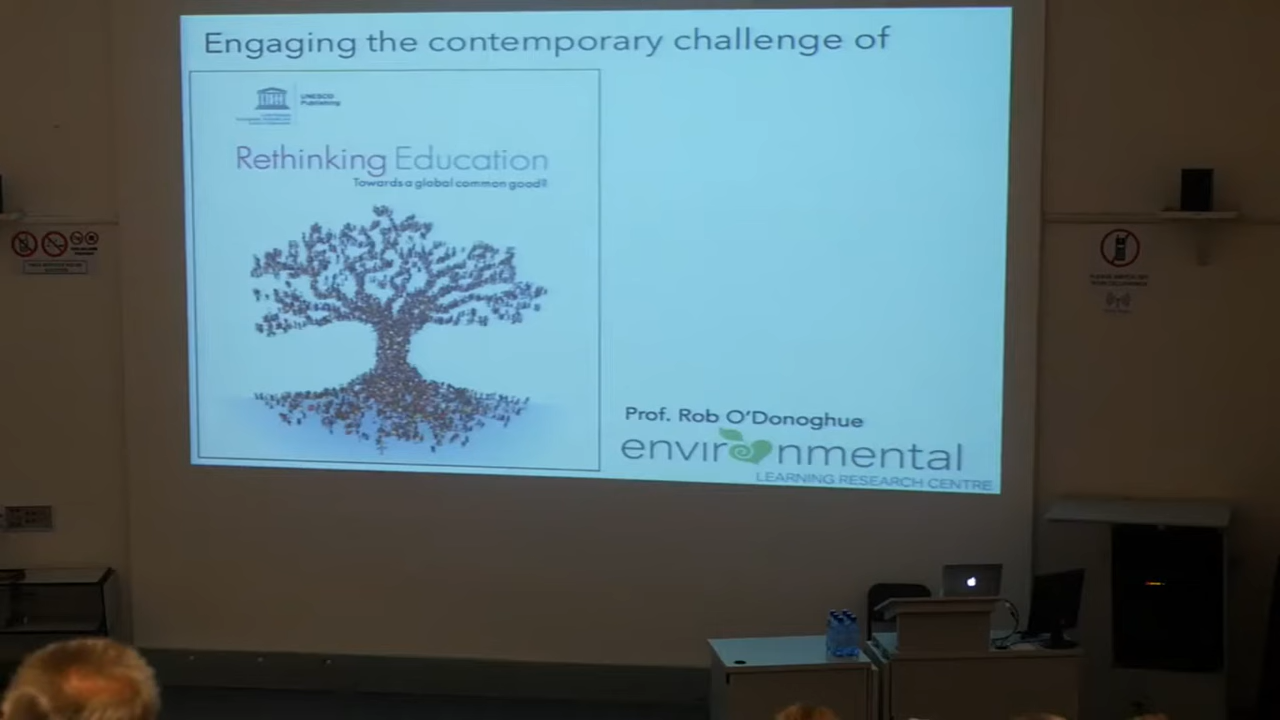 Engaging the contemporary challenge of
UNESCO
Publishing
Rethinking Education
Towards a global common good?
Prof. Rob O'Donoghue
environmental
LEARNING RESEARCH CENTRE